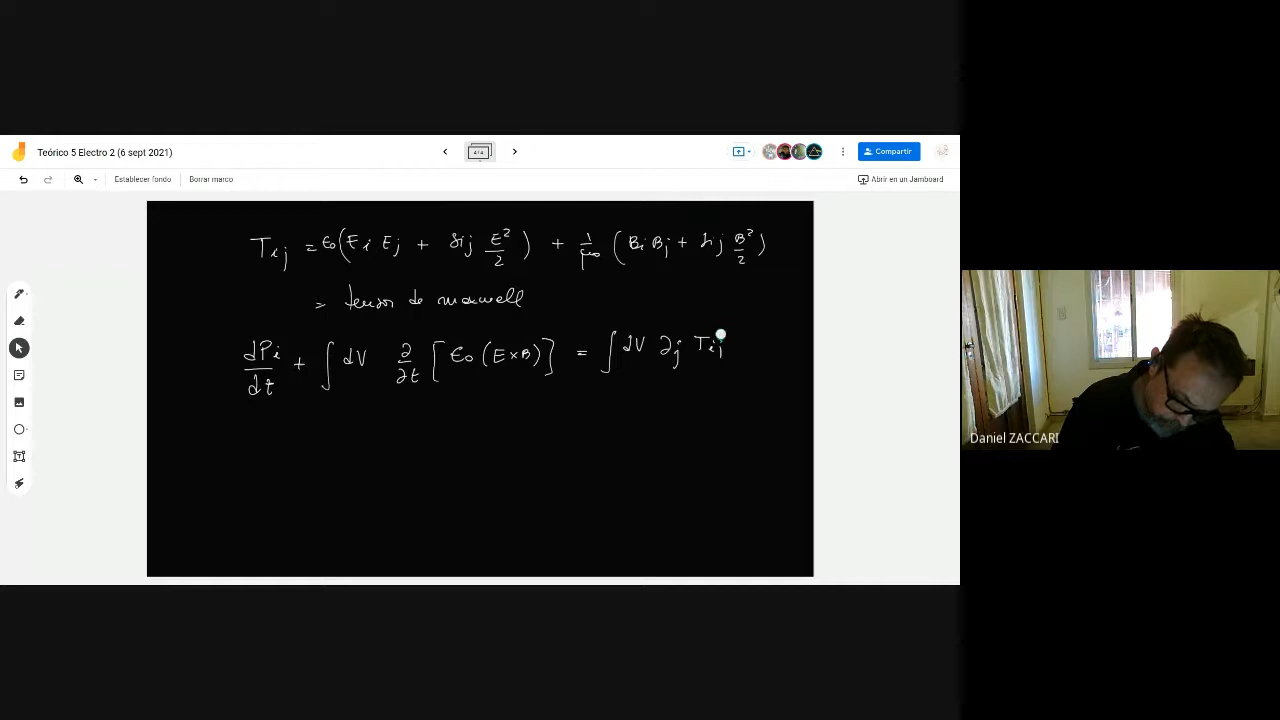 Teórico 5 Electro 2 (6 sept 2021)
4 / 4
Compartir
Establecer fondo
Borrar marco
Abrir en un Jamboard
Tij = ε0(Ei Ej + δij E²/2) + 1/μ0 (Bi Bj + δij B²/2)
= tensor de maxwell
dPi/dt + ∫ dV ∂/∂t [ε0 (E×B)] = ∫ dV ∂j Tij
Daniel ZACCARI